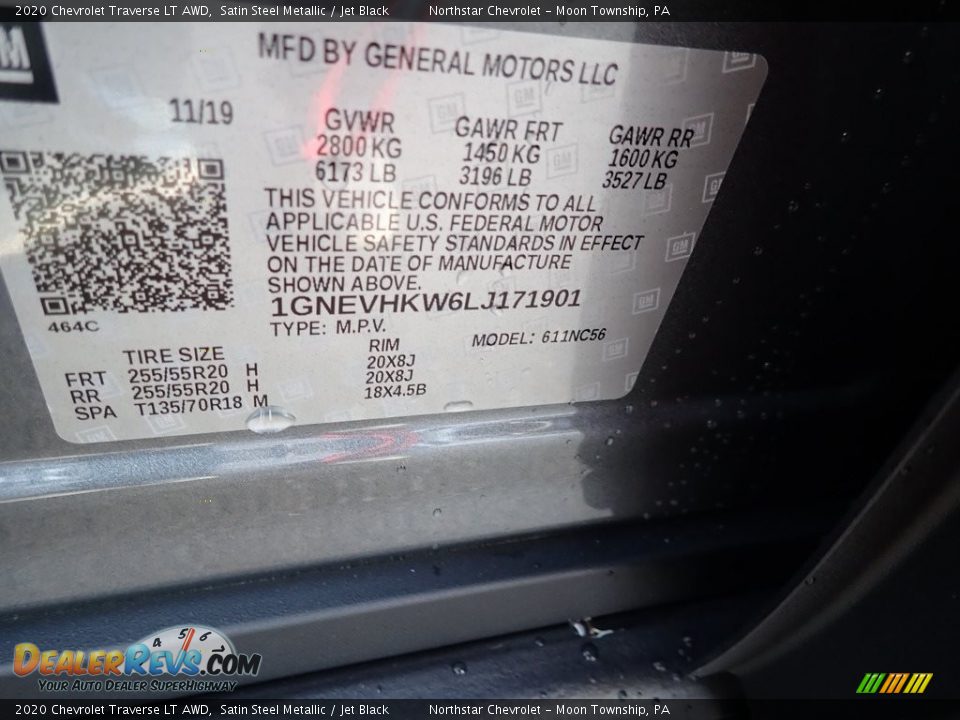 2020 Chevrolet Traverse LT AWD, Satin Steel Metallic / Jet Black Northstar Chevrolet - Moon Township, PA
GM
MFD BY GENERAL MOTORS LLC
11/19
GVWR GAWR FRT GAWR RR
2800 KG 1450 KG 1600 KG
6173 LB 3196 LB 3527 LB
THIS VEHICLE CONFORMS TO ALL
APPLICABLE U.S. FEDERAL MOTOR
VEHICLE SAFETY STANDARDS IN EFFECT
ON THE DATE OF MANUFACTURE
SHOWN ABOVE.
1GNEVHKW6LJ171901
464C
TYPE: M.P.V. MODEL: 611NC56
TIRE SIZE RIM
FRT 255/55R20 H 20X8J
RR 255/55R20 H 20X8J
SPA T135/70R18 M 18X4.5B
4 5 6
DEALERREVS.COM
YOUR AUTO DEALER SUPERHIGHWAY
2020 Chevrolet Traverse LT AWD, Satin Steel Metallic / Jet Black Northstar Chevrolet - Moon Township, PA